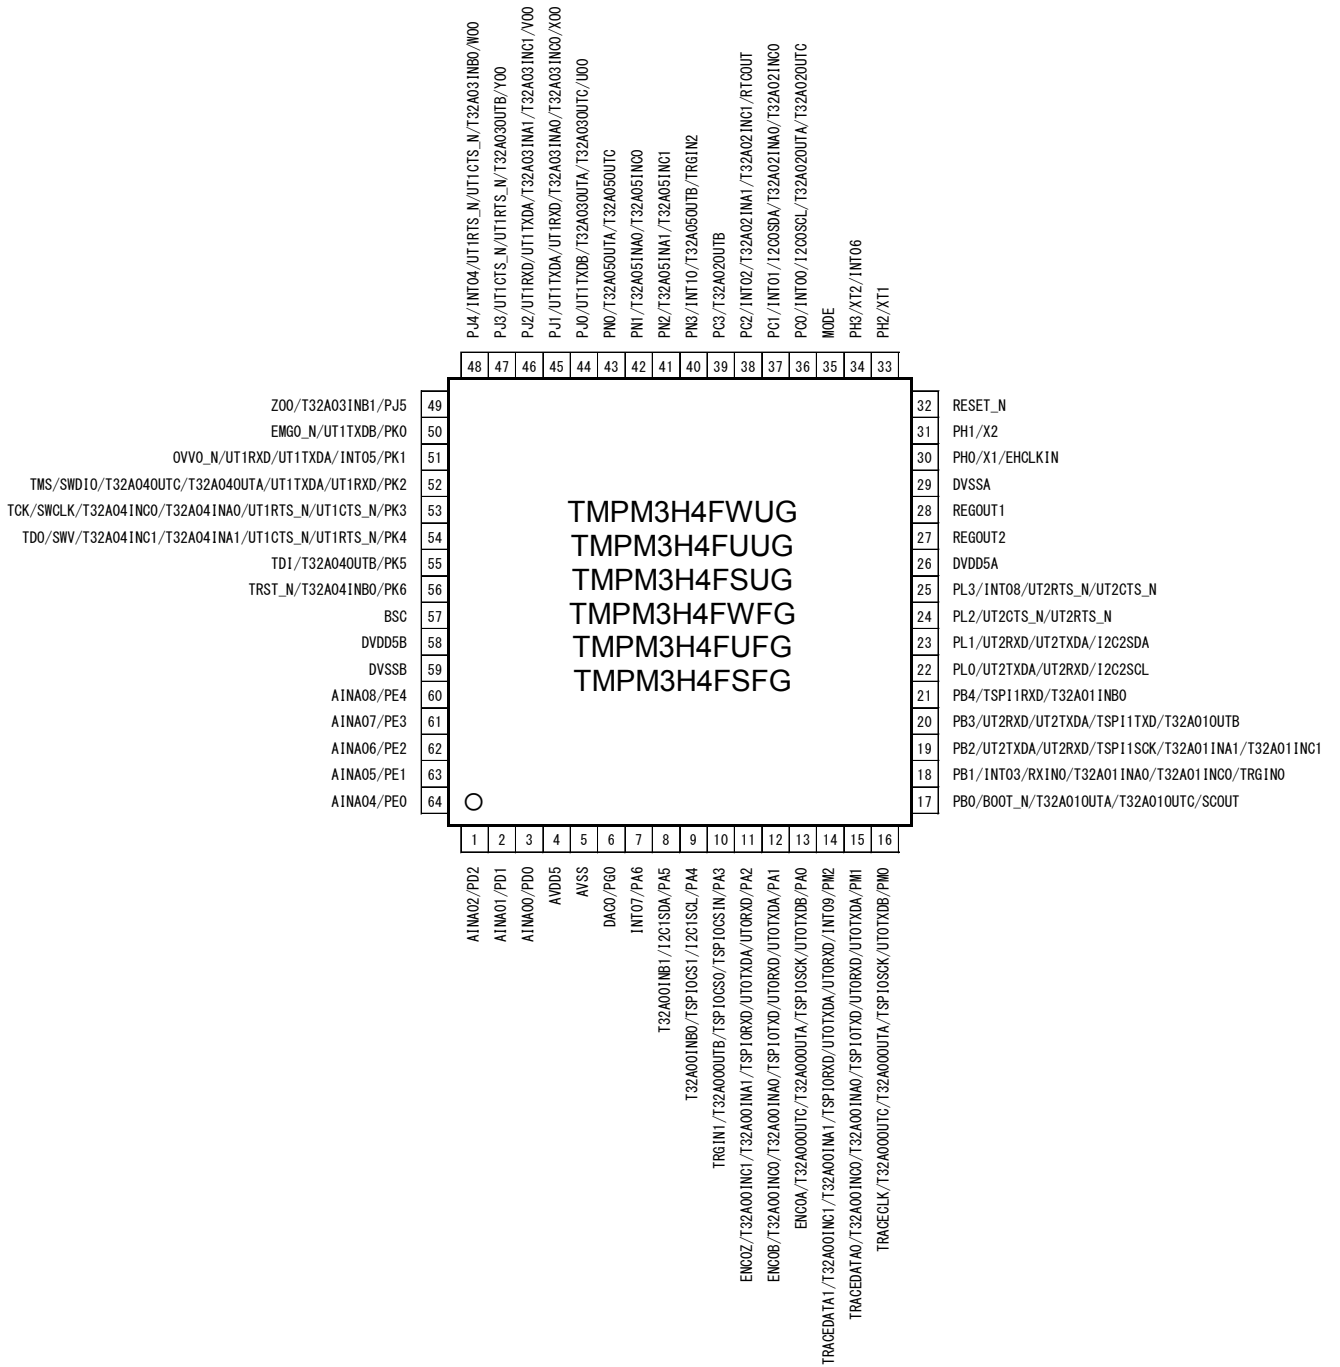 PJ4/INT04/UT1RTS_N/UT1CTS_N/T32A03INB0/WO0
PJ3/UT1CTS_N/UT1RTS_N/T32A03OUTB/YO0
PJ2/UT1RXD/UT1TXDA/T32A03INA1/T32A03INC1/VO0
PJ1/UT1TXDA/UT1RXD/T32A03INA0/T32A03INC0/XO0
PJ0/UT1TXDB/T32A03OUTA/T32A03OUTC/UO0
PN0/T32A05OUTA/T32A05OUTC
PN1/T32A05INA0/T32A05INC0
PN2/T32A05INA1/T32A05INC1
PN3/INT10/T32A05OUTB/TRGIN2
PC3/T32A02OUTB
PC2/INT02/T32A02INA1/T32A02INC1/RTCOUT
PC1/INT01/I2C0SDA/T32A02INA0/T32A02INC0
PC0/INT00/I2C0SCL/T32A02OUTA/T32A02OUTC
MODE
PH3/XT2/INT06
PH2/XT1
48 47 46 45 44 43 42 41 40 39 38 37 36 35 34 33
ZO0/T32A03INB1/PJ5 49
EMG0_N/UT1TXDB/PK0 50
OVV0_N/UT1RXD/UT1TXDA/INT05/PK1 51
TMS/SWDIO/T32A04OUTC/T32A04OUTA/UT1TXDA/UT1RXD/PK2 52
TCK/SWCLK/T32A04INC0/T32A04INA0/UT1RTS_N/UT1CTS_N/PK3 53
TDO/SWV/T32A04INC1/T32A04INA1/UT1CTS_N/UT1RTS_N/PK4 54
TDI/T32A04OUTB/PK5 55
TRST_N/T32A04INB0/PK6 56
BSC 57
DVDD5B 58
DVSSB 59
AINA08/PE4 60
AINA07/PE3 61
AINA06/PE2 62
AINA05/PE1 63
AINA04/PE0 64
TMPM3H4FWUG
TMPM3H4FUUG
TMPM3H4FSUG
TMPM3H4FWFG
TMPM3H4FUFG
TMPM3H4FSFG
32 RESET_N
31 PH1/X2
30 PH0/X1/EHCLKIN
29 DVSSA
28 REGOUT1
27 REGOUT2
26 DVDD5A
25 PL3/INT08/UT2RTS_N/UT2CTS_N
24 PL2/UT2CTS_N/UT2RTS_N
23 PL1/UT2RXD/UT2TXDA/I2C2SDA
22 PL0/UT2TXDA/UT2RXD/I2C2SCL
21 PB4/TSPI1RXD/T32A01INB0
20 PB3/UT2RXD/UT2TXDA/TSPI1TXD/T32A01OUTB
19 PB2/UT2TXDA/UT2RXD/TSPI1SCK/T32A01INA1/T32A01INC1
18 PB1/INT03/RXIN0/T32A01INA0/T32A01INC0/TRGIN0
17 PB0/BOOT_N/T32A01OUTA/T32A01OUTC/SCOUT
1 2 3 4 5 6 7 8 9 10 11 12 13 14 15 16
AINA02/PD2
AINA01/PD1
AINA00/PD0
AVDD5
AVSS
DAC0/PG0
INT07/PA6
T32A00INB1/I2C1SDA/PA5
T32A00INB0/TSPI0CS1/I2C1SCL/PA4
TRGIN1/T32A00OUTB/TSPI0CS0/TSPI0CSIN/PA3
ENC0Z/T32A00INC1/T32A00INA1/TSPI0RXD/UT0TXDA/UT0RXD/PA2
ENC0B/T32A00INC0/T32A00INA0/TSPI0TXD/UT0RXD/UT0TXDA/PA1
ENC0A/T32A00OUTC/T32A00OUTA/TSPI0SCK/UT0TXDB/PA0
TRACEDATA1/T32A00INC1/T32A00INA1/TSPI0RXD/UT0TXDA/UT0RXD/INT09/PM2
TRACEDATA0/T32A00INC0/T32A00INA0/TSPI0TXD/UT0RXD/UT0TXDA/PM1
TRACECLK/T32A00OUTC/T32A00OUTA/TSPI0SCK/UT0TXDB/PM0